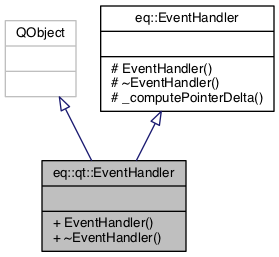 QObject
eq::EventHandler
# EventHandler()
# ~EventHandler()
# _computePointerDelta()
eq::qt::EventHandler
+ EventHandler()
+ ~EventHandler()